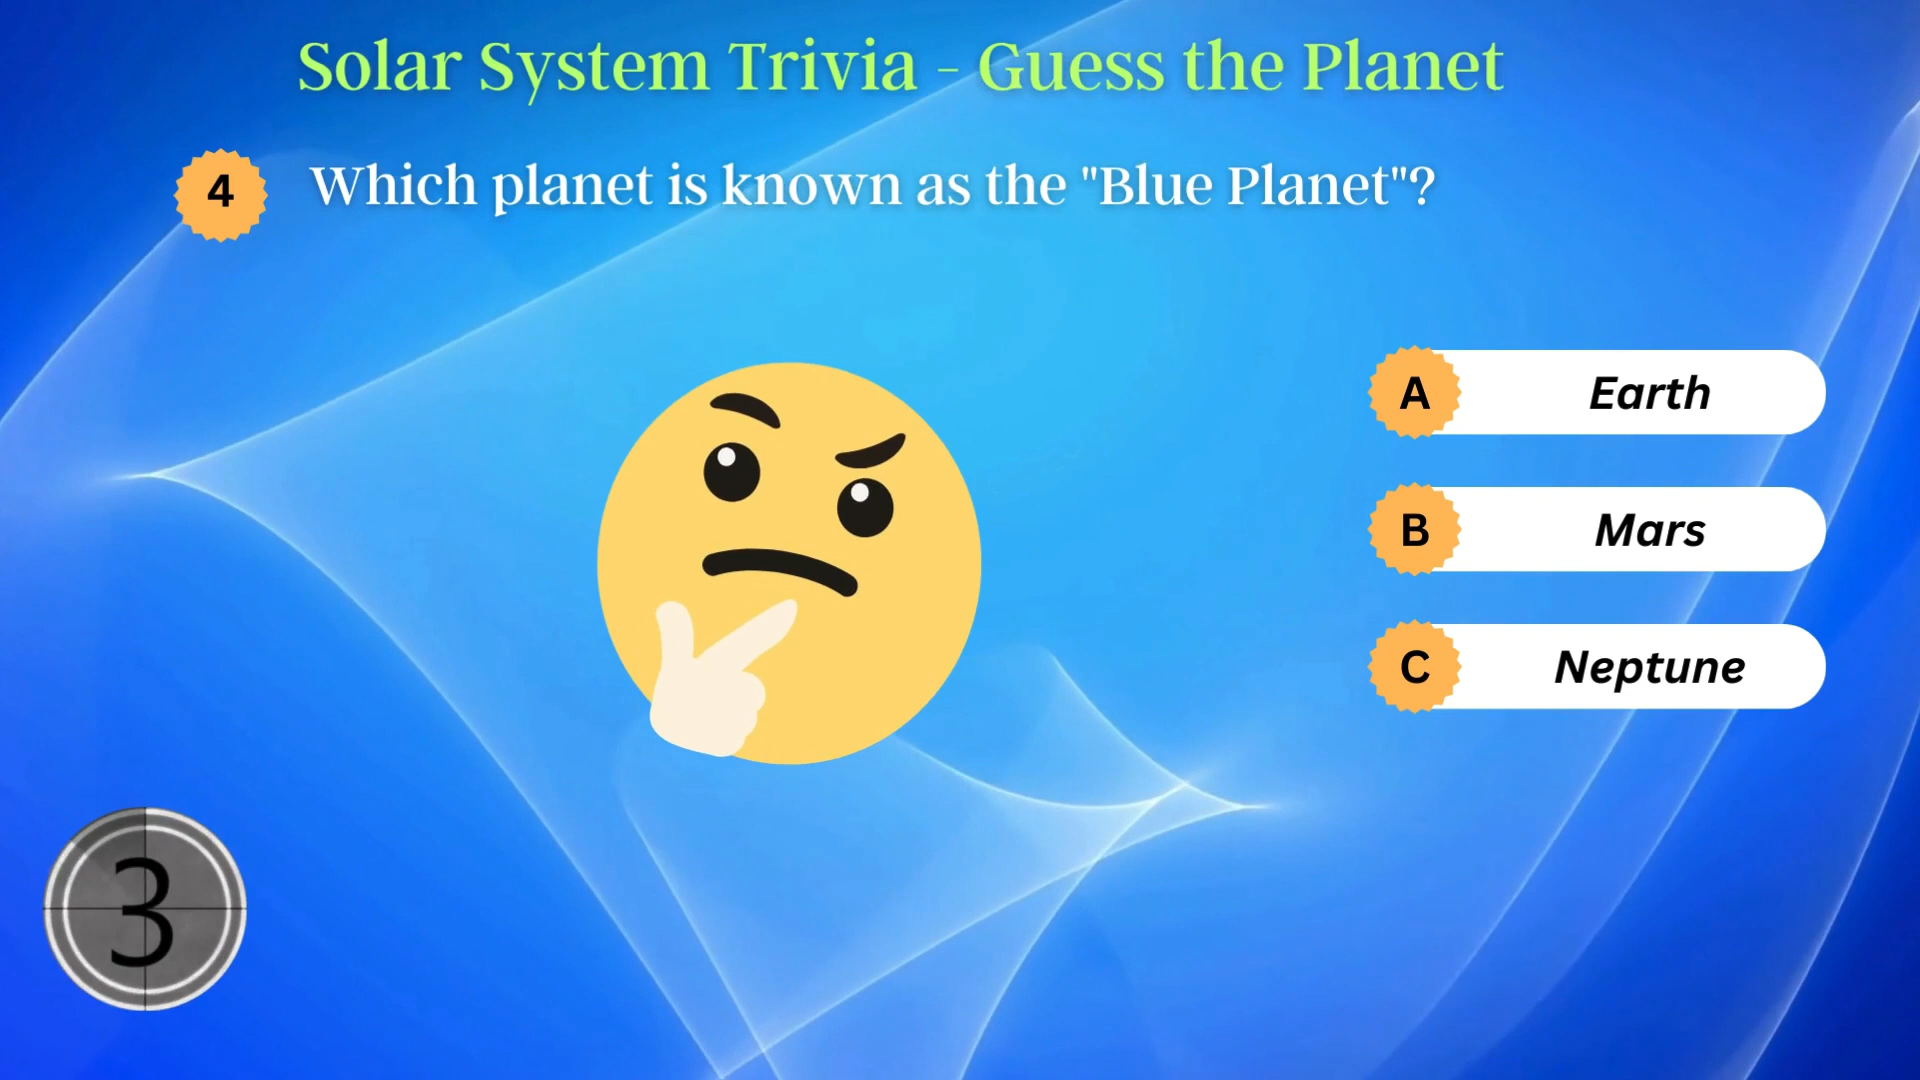 Solar System Trivia - Guess the Planet
4
Which planet is known as the "Blue Planet"?
A
Earth
B
Mars
C
Neptune
3